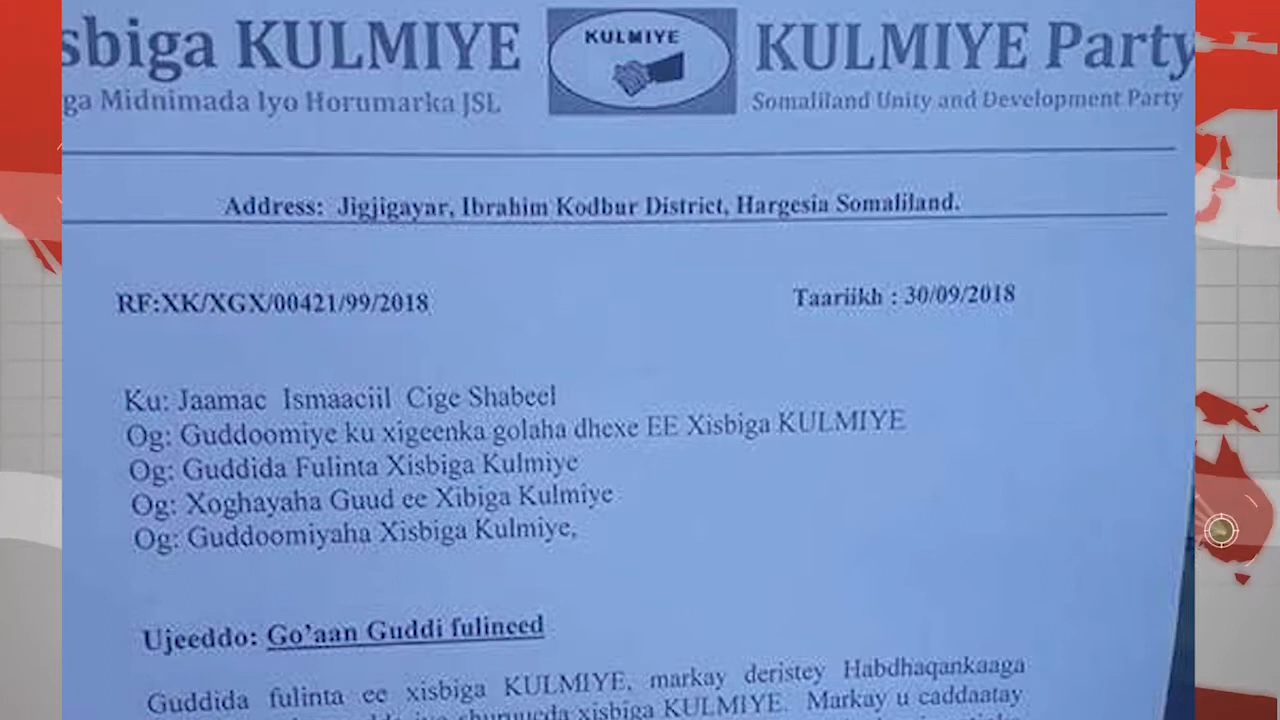 sbiga KULMIYE
KULMIYE
KULMIYE Party
ga Midnimada Iyo Horumarka JSL
Somaliland Unity and Development Party
Address: Jigjigayar, Ibrahim Kodbur District, Hargesia Somaliland.
RF:XK/XGX/00421/99/2018
Taariikh : 30/09/2018
Ku: Jaamac Ismaaciil Cige Shabeel
Og: Guddoomiye ku xigeenka golaha dhexe EE Xisbiga KULMIYE
Og: Guddida Fulinta Xisbiga Kulmiye
Og: Xoghayaha Guud ee Xibiga Kulmiye
Og: Guddoomiyaha Xisbiga Kulmiye,
Ujeeddo: Go'aan Guddi fulineed
Guddida fulinta ee xisbiga KULMIYE, markay deristey Habdhaqankaaga
xisbiga KULMIYE. Markay u caddaatay